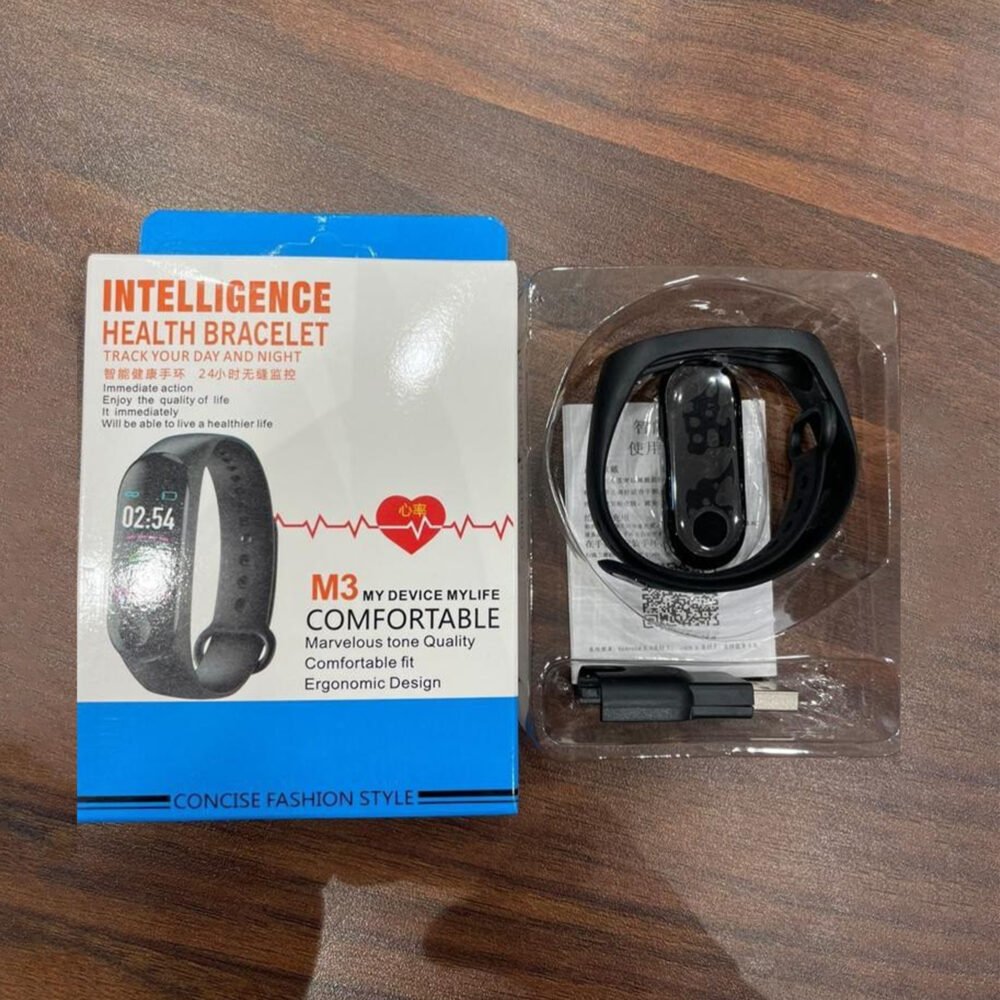 INTELLIGENCE
HEALTH BRACELET
TRACK YOUR DAY AND NIGHT
智能健康手环 24小时无缝监控
Immediate action
Enjoy the quality of life
It immediately
Will be able to live a healthier life
02:54
心率
M3 MY DEVICE MYLIFE
COMFORTABLE
Marvelous tone Quality
Comfortable fit
Ergonomic Design
CONCISE FASHION STYLE
智
使用